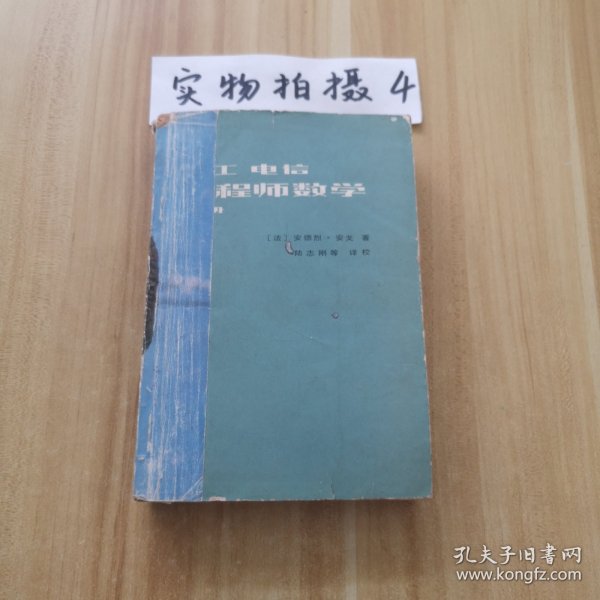 实物拍摄 4
工 电信
程师数学
[法] 安德烈·安戈 著
陆志刚等 译校
孔夫子旧书网
www.kongfz.com